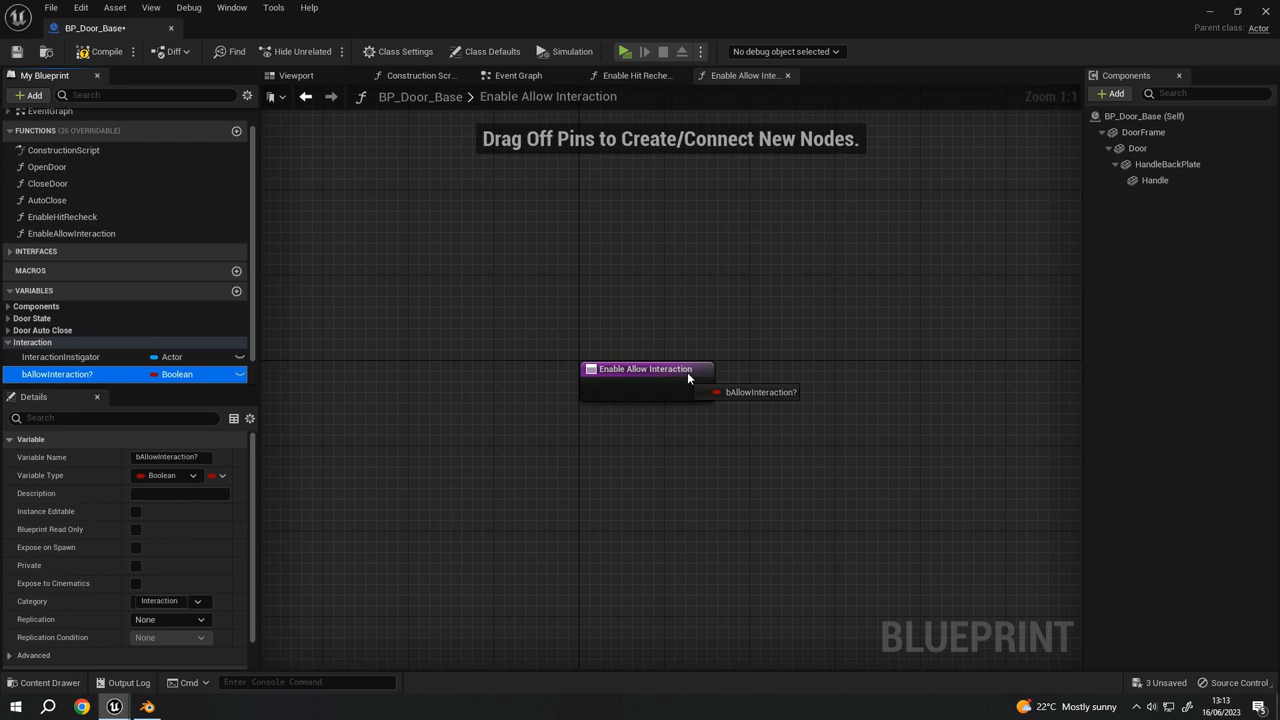 File Edit Asset View Debug Window Tools Help
BP_Door_Base•
Parent class: Actor
Compile Diff Find Hide Unrelated Class Settings Class Defaults Simulation No debug object selected
My Blueprint
Viewport Construction Scr... Event Graph Enable Hit Reche... Enable Allow Inte...
Components
Add Search
BP_Door_Base > Enable Allow Interaction
Zoom 1:1
Add Search
EventGraph
FUNCTIONS (26 OVERRIDABLE)
ConstructionScript
OpenDoor
CloseDoor
AutoClose
EnableHitRecheck
EnableAllowInteraction
INTERFACES
MACROS
VARIABLES
Components
Door State
Door Auto Close
Interaction
InteractionInstigator Actor
bAllowInteraction? Boolean
Details
Search
Variable
Variable Name bAllowInteraction?
Variable Type Boolean
Description
Instance Editable
Blueprint Read Only
Expose on Spawn
Private
Expose to Cinematics
Category Interaction
Replication None
Replication Condition None
Advanced
Drag Off Pins to Create/Connect New Nodes.
Enable Allow Interaction
bAllowInteraction?
BLUEPRINT
BP_Door_Base (Self)
DoorFrame
Door
HandleBackPlate
Handle
Content Drawer Output Log Cmd Enter Console Command
3 Unsaved Source Control
22°C Mostly sunny
13:13
16/06/2023